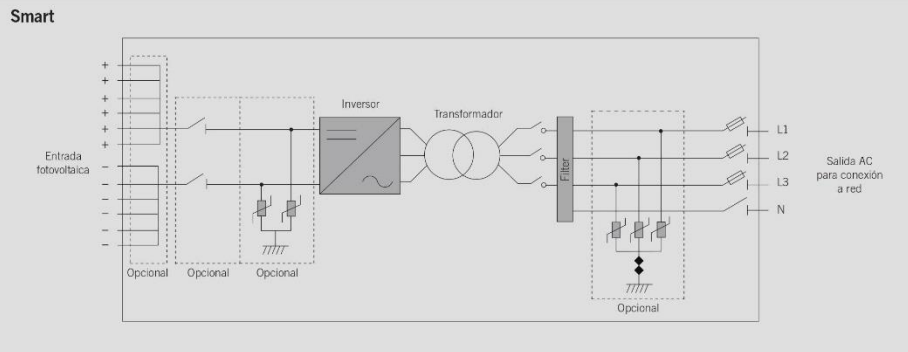 Smart
+
+
+
+
+
+
Entrada
fotovoltaica
–
–
–
–
–
–
Opcional
Opcional
Opcional
Inversor
Transformador
Filter
Opcional
L1
L2
L3
N
Salida AC
para conexión
a red